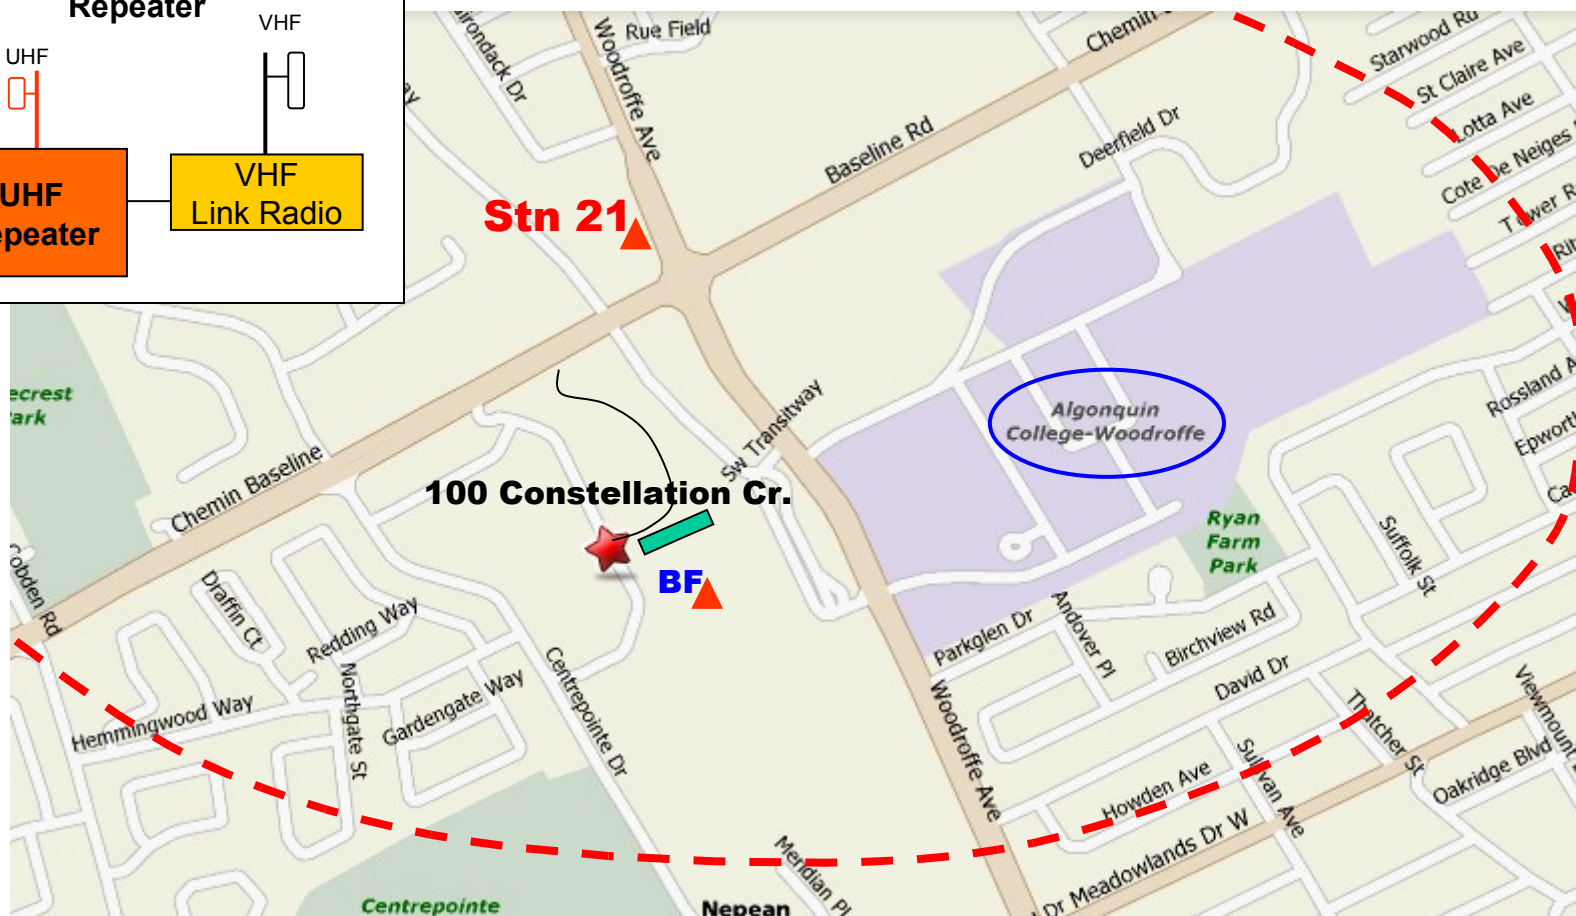 Repeater
VHF
UHF
UHF
VHF
Link Radio
Rue Field
Woodroffe Ave
Baseline Rd
Chemin
Deerfield Dr
Starwood Rd
St Claire Ave
Lotta Ave
Cote De Neiges
Stn 21
Algonquin
College-Woodroffe
Rossland
Sw Transitway
Chemin Baseline
100 Constellation Cr.
Ryan
Farm
Park
Suffolk St
BF
Draffin Ct
Redding Way
Northgate St
Hemmingwood Way
Gardengate Way
Centrepointe Dr
Parkglen Dr
Andover Pl
Birchview Rd
David Dr
Woodroffe Ave
Thatcher St
Sullivan Ave
Howden Ave
Viewmount
Oakridge Blvd
Dr Meadowlands Dr W
Meridian Pl
Centrepointe
Nepean